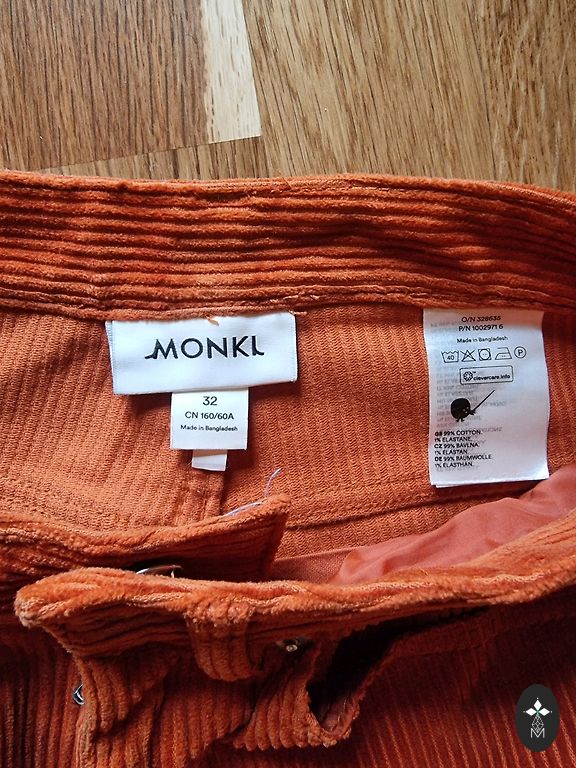 MONKI
32
CN 160/60A
Made in Bangladesh
O/N 328635
P/N 1002971 6
Made in Bangladesh
40
P
clevercare.info
GB 99% COTTON.
1% ELASTANE.
CZ 99% BAVLNA.
1% ELASTAN.
DE 99% BAUMWOLLE.
1% ELASTHAN.
M